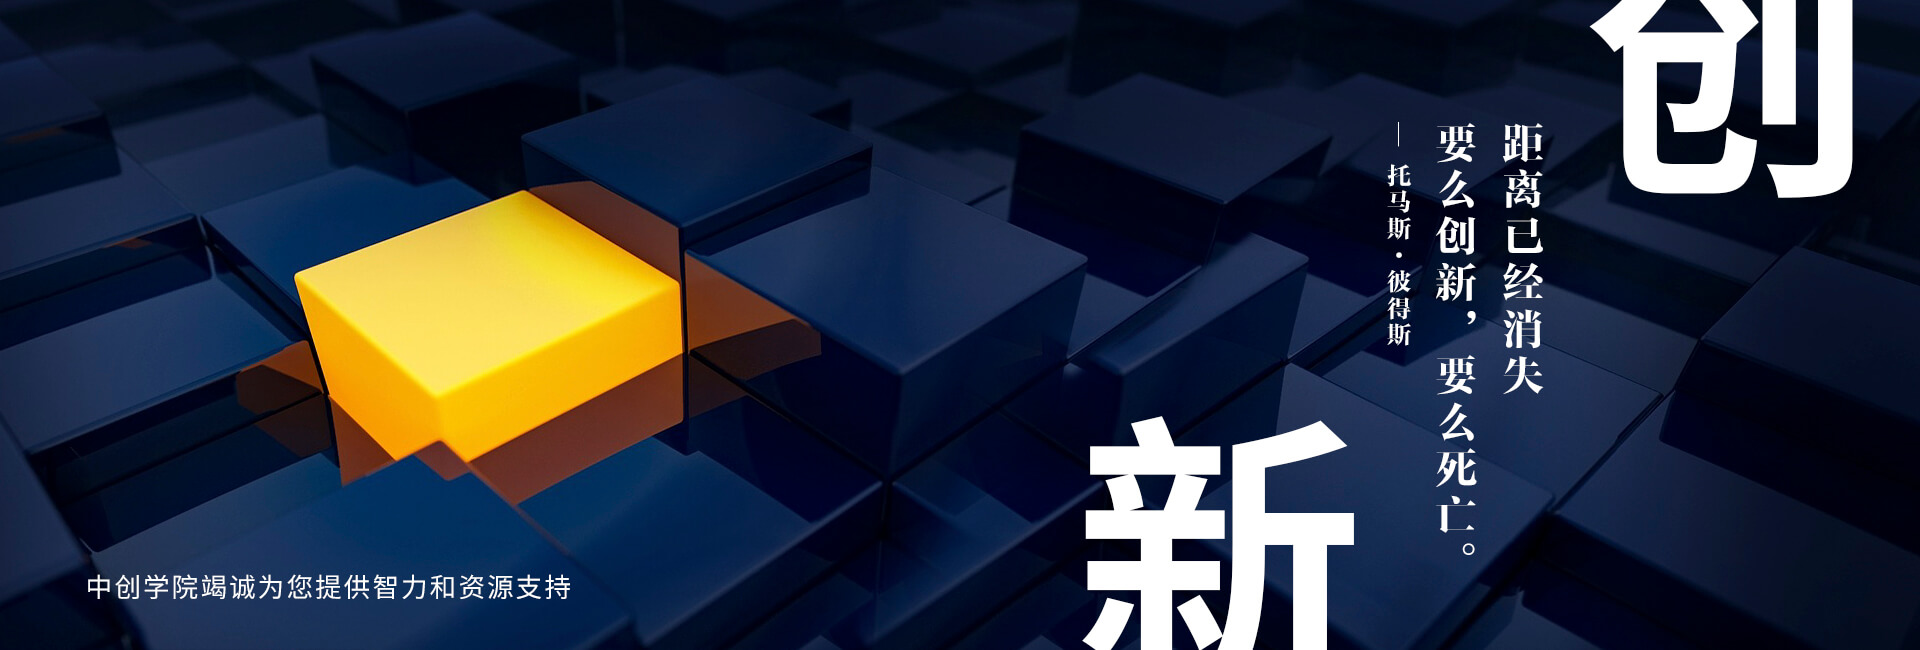 创
新
距离已经消失
要么创新，要么死亡。
— 托马斯·彼得斯
中创学院竭诚为您提供智力和资源支持